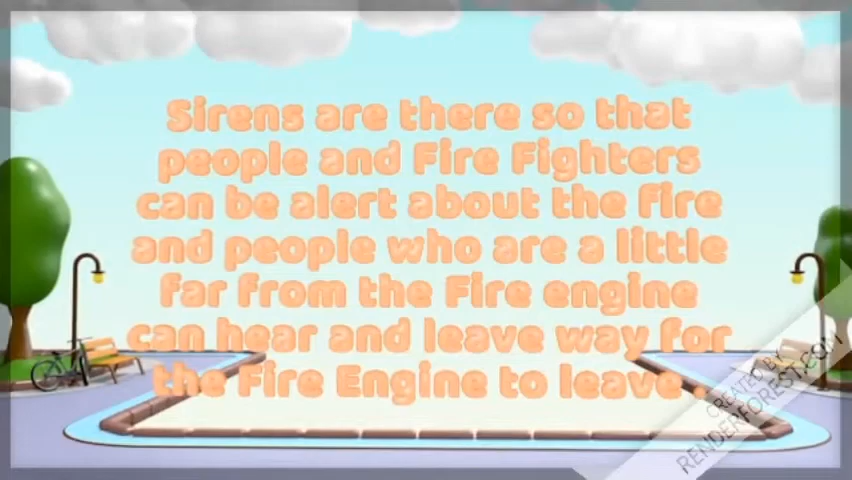 Sirens are there so that
people and Fire Fighters
can be alert about the fire
and people who are a little
far from the Fire engine
can hear and leave way for
the Fire Engine to leave .
CREATED BY
RENDERFOREST.COM